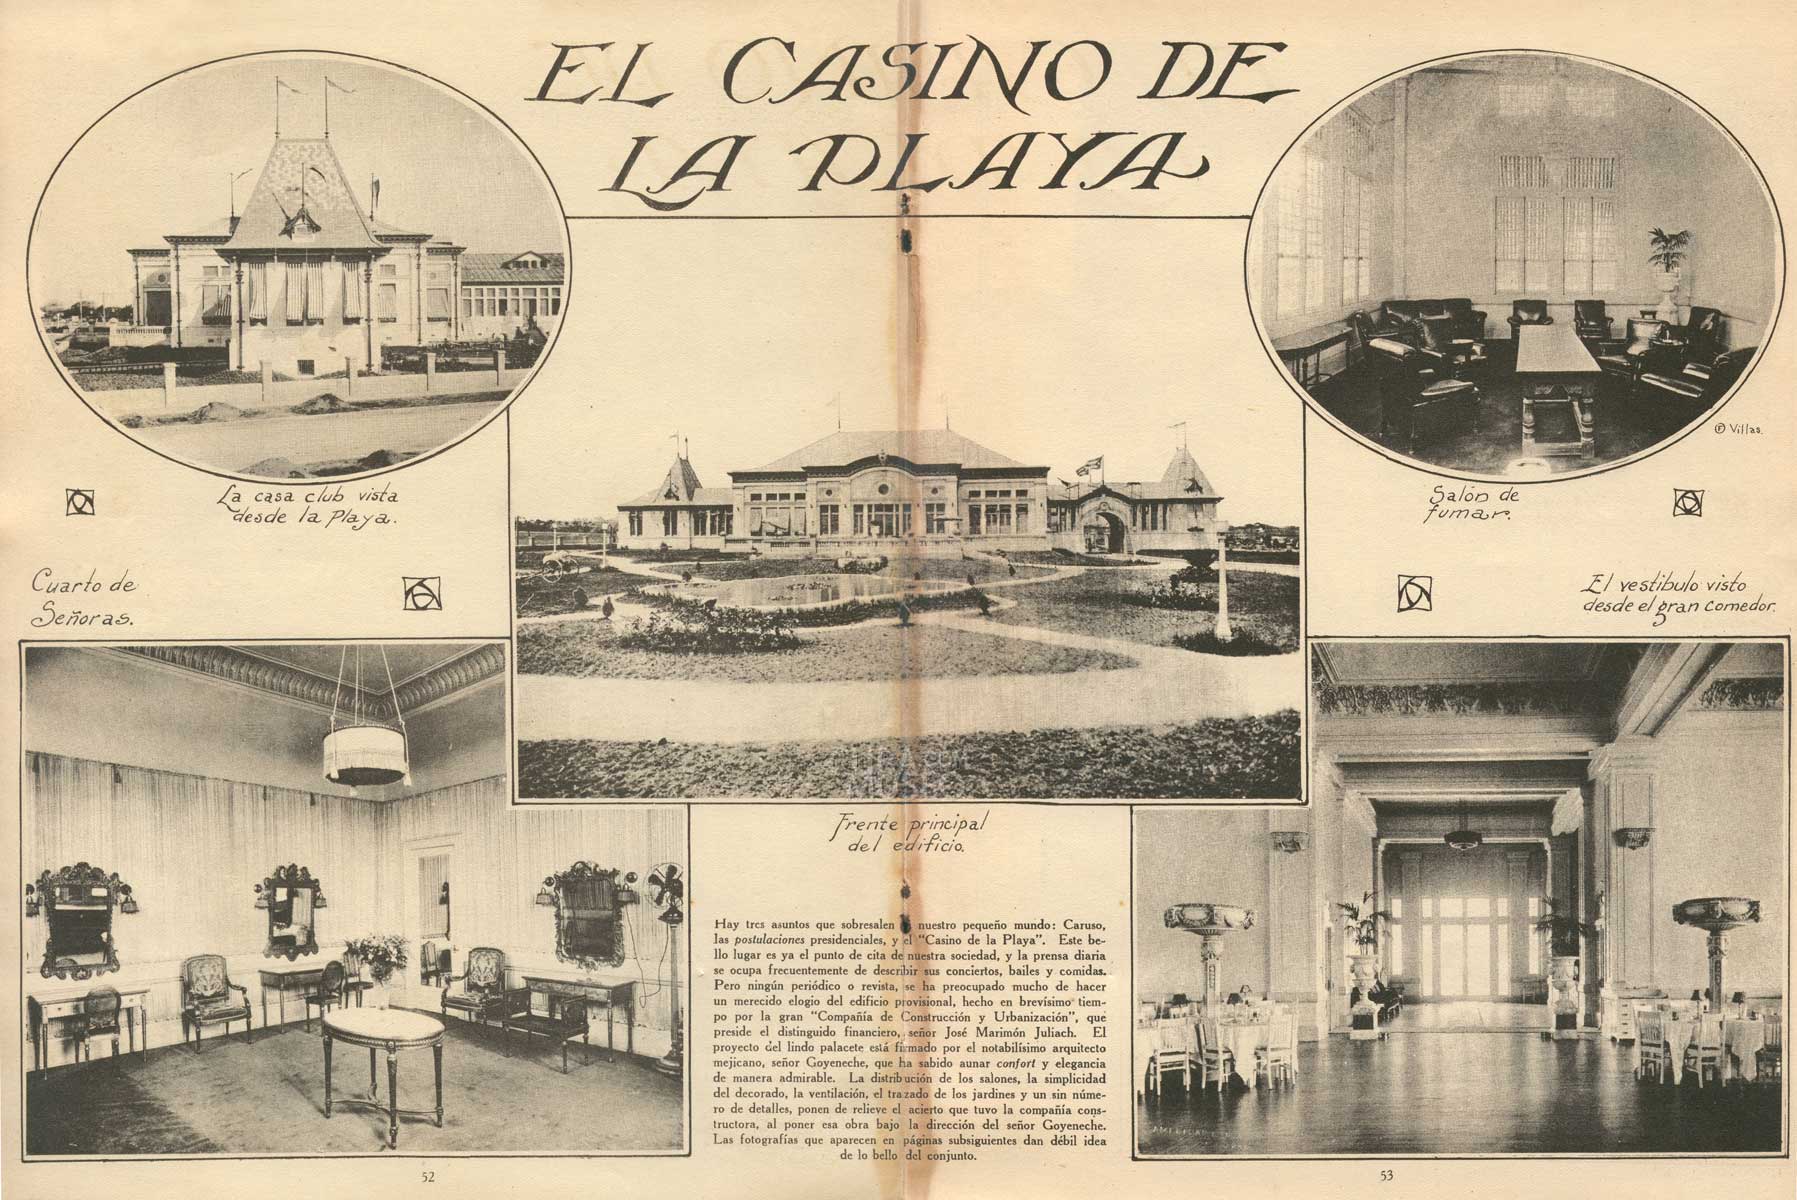 EL CASINO DE
LA PLAYA
La casa club vista
desde la Playa.
Salón de
fumar.
Ⓕ Villas.
Cuarto de
Señoras.
El vestibulo visto
desde el gran comedor.
Frente principal
del edificio.
Hay tres asuntos que sobresalen nuestro pequeño mundo: Caruso,
las postulaciones presidenciales, y el "Casino de la Playa". Este be-
llo lugar es ya el punto de cita de nuestra sociedad, y la prensa diaria
se ocupa frecuentemente de describir sus conciertos, bailes y comidas.
Pero ningún periódico o revista, se ha preocupado mucho de hacer
un merecido elogio del edificio provisional, hecho en brevísimo tiem-
po por la gran "Compañía de Construcción y Urbanización", que
preside el distinguido financiero, señor José Marimón Juliach. El
proyecto del lindo palacete está firmado por el notabilísimo arquitecto
mejicano, señor Goyeneche, que ha sabido aunar confort y elegancia
de manera admirable. La distribución de los salones, la simplicidad
del decorado, la ventilación, el trazado de los jardines y un sin núme-
ro de detalles, ponen de relieve el acierto que tuvo la compañía cons-
tructora, al poner esa obra bajo la dirección del señor Goyeneche.
Las fotografías que aparecen en páginas subsiguientes dan débil idea
de lo bello del conjunto.
52
53